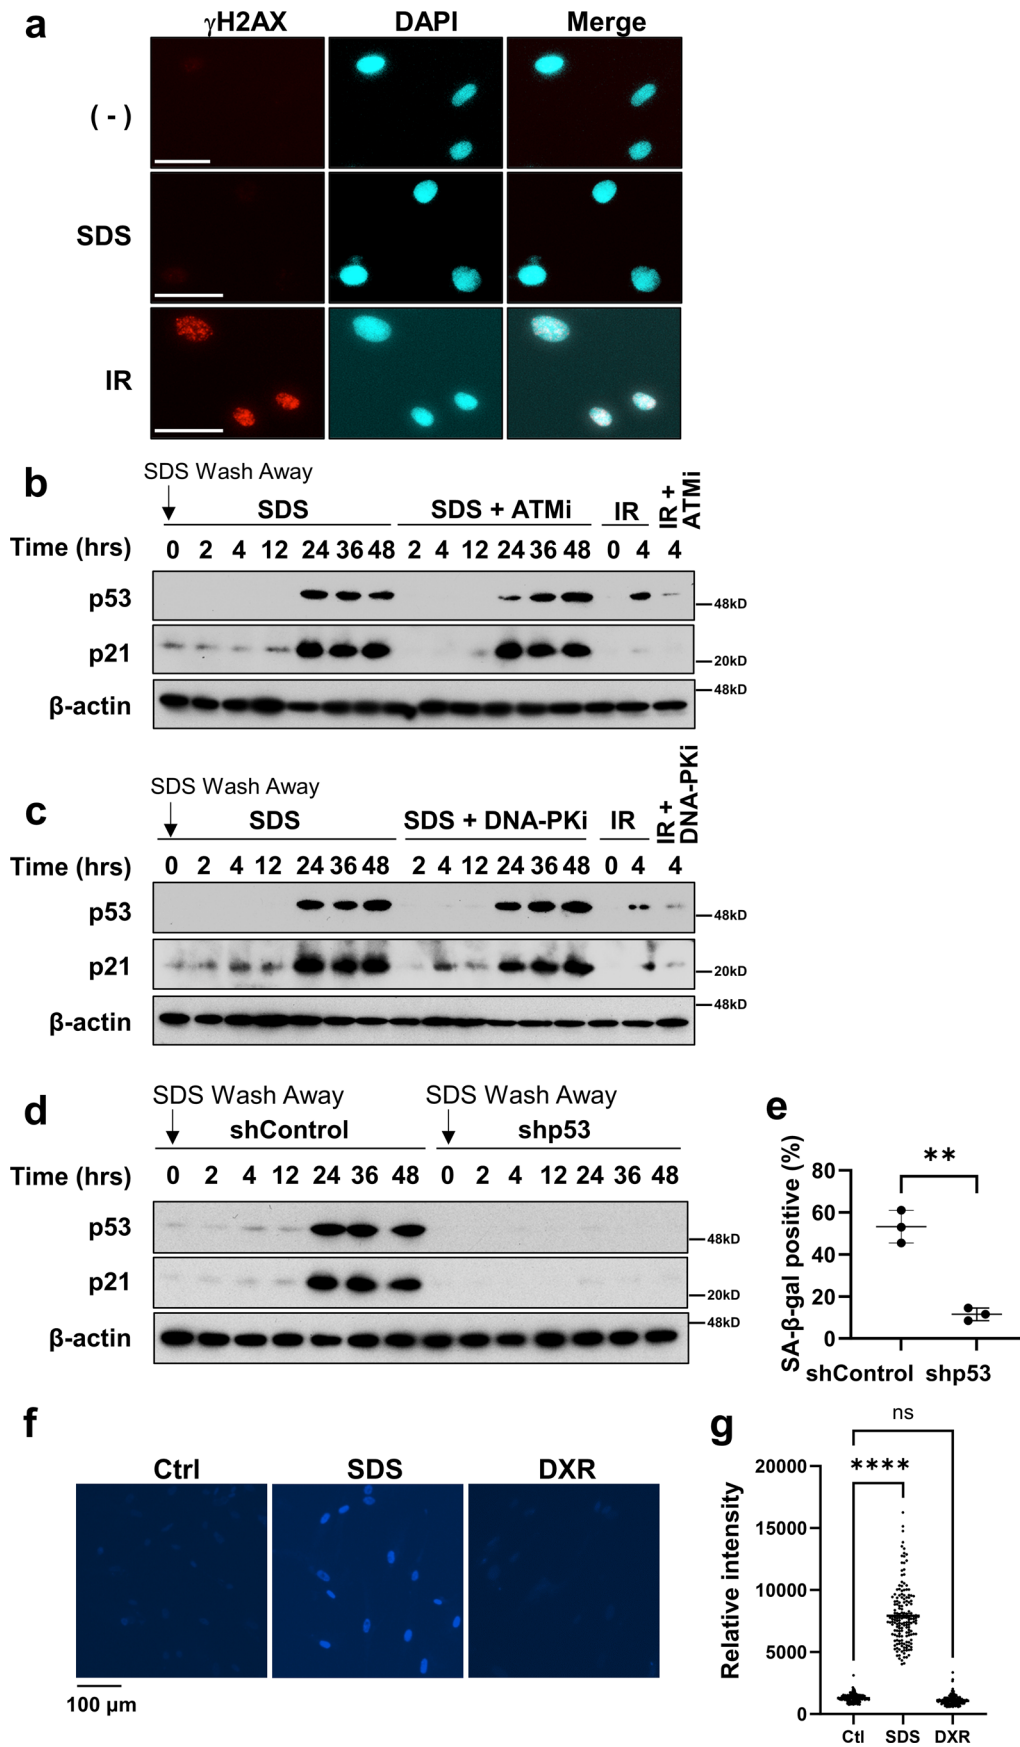 a
γH2AX DAPI Merge
( - )
SDS
IR
b
SDS Wash Away
SDS SDS + ATMi IR IR + ATMi
Time (hrs) 0 2 4 12 24 36 48 2 4 12 24 36 48 0 4 4
p53
48kD
p21
20kD
48kD
β-actin
c
SDS Wash Away
SDS SDS + DNA-PKi IR IR + DNA-PKi
Time (hrs) 0 2 4 12 24 36 48 2 4 12 24 36 48 0 4 4
p53
48kD
p21
20kD
48kD
β-actin
d
SDS Wash Away SDS Wash Away
shControl shp53
Time (hrs) 0 2 4 12 24 36 48 0 2 4 12 24 36 48
p53
48kD
p21
20kD
48kD
β-actin
e
SA-β-gal positive (%)
**
80
60
40
20
0
shControl shp53
f
Ctrl SDS DXR
100 μm
g
ns
****
Relative intensity
20000
15000
10000
5000
0
Ctl SDS DXR